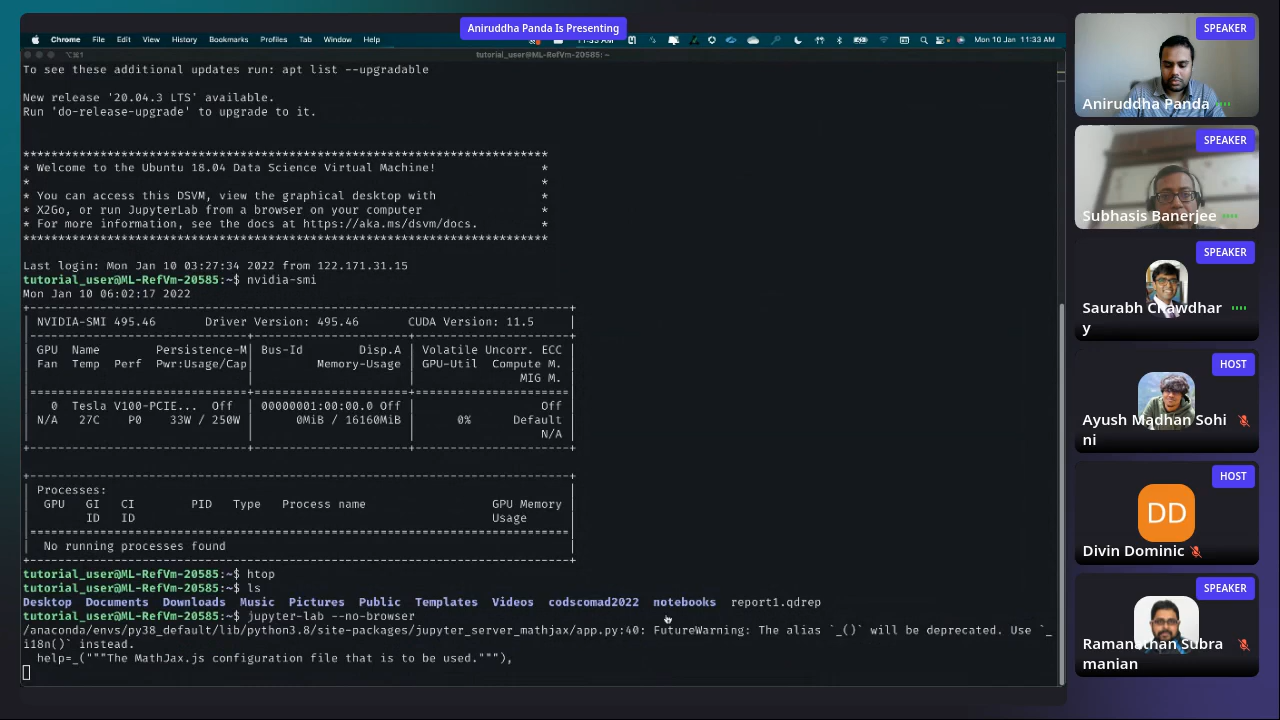 Aniruddha Panda Is Presenting
Chrome File Edit View History Bookmarks Profiles Tab Window Help
Mon 10 Jan 11:33 AM
⌥⌘1 tutorial_user@ML-RefVm-20585: ~
To see these additional updates run: apt list --upgradable
New release '20.04.3 LTS' available.
Run 'do-release-upgrade' to upgrade to it.
***************************************************************************
* Welcome to the Ubuntu 18.04 Data Science Virtual Machine! *
* *
* You can access this DSVM, view the graphical desktop with *
* X2Go, or run JupyterLab from a browser on your computer *
* For more information, see the docs at https://aka.ms/dsvm/docs. *
***************************************************************************
Last login: Mon Jan 10 03:27:34 2022 from 122.171.31.15
tutorial_user@ML-RefVm-20585:~$ nvidia-smi
Mon Jan 10 06:02:17 2022
+-----------------------------------------------------------------------------+
| NVIDIA-SMI 495.46 Driver Version: 495.46 CUDA Version: 11.5 |
|-------------------------------+----------------------+----------------------+
| GPU Name Persistence-M| Bus-Id Disp.A | Volatile Uncorr. ECC |
| Fan Temp Perf Pwr:Usage/Cap| Memory-Usage | GPU-Util Compute M. |
| | | MIG M. |
|===============================+======================+======================|
| 0 Tesla V100-PCIE... Off | 00000001:00:00.0 Off | Off |
| N/A 27C P0 33W / 250W | 0MiB / 16160MiB | 0% Default |
| | | N/A |
+-------------------------------+----------------------+----------------------+
+-----------------------------------------------------------------------------+
| Processes: |
| GPU GI CI PID Type Process name GPU Memory |
| ID ID Usage |
|=============================================================================|
| No running processes found |
+-----------------------------------------------------------------------------+
tutorial_user@ML-RefVm-20585:~$ htop
tutorial_user@ML-RefVm-20585:~$ ls
Desktop Documents Downloads Music Pictures Public Templates Videos codscomad2022 notebooks report1.qdrep
tutorial_user@ML-RefVm-20585:~$ jupyter-lab --no-browser
/anaconda/envs/py38_default/lib/python3.8/site-packages/jupyter_server_mathjax/app.py:40: FutureWarning: The alias `_()` will be deprecated. Use `_
i18n()` instead.
help=_("""The MathJax.js configuration file that is to be used."""),
SPEAKER
Aniruddha Panda
SPEAKER
Subhasis Banerjee
SPEAKER
Saurabh Chawdhar
y
HOST
Ayush Madhan Sohi
ni
HOST
DD
Divin Dominic
SPEAKER
Ramanathan Subra
manian